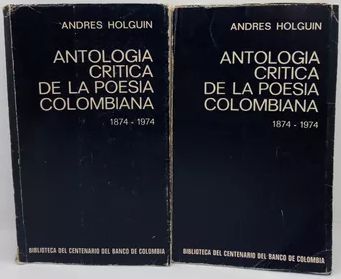 ANDRES HOLGUIN
ANTOLOGIA
CRITICA
DE LA POESIA
COLOMBIANA
1874 - 1974
BIBLIOTECA DEL CENTENARIO DEL BANCO DE COLOMBIA
ANDRES HOLGUIN
ANTOLOGIA
CRITICA
DE LA POESIA
COLOMBIANA
1874 - 1974
BIBLIOTECA DEL CENTENARIO DEL BANCO DE COLOMBIA